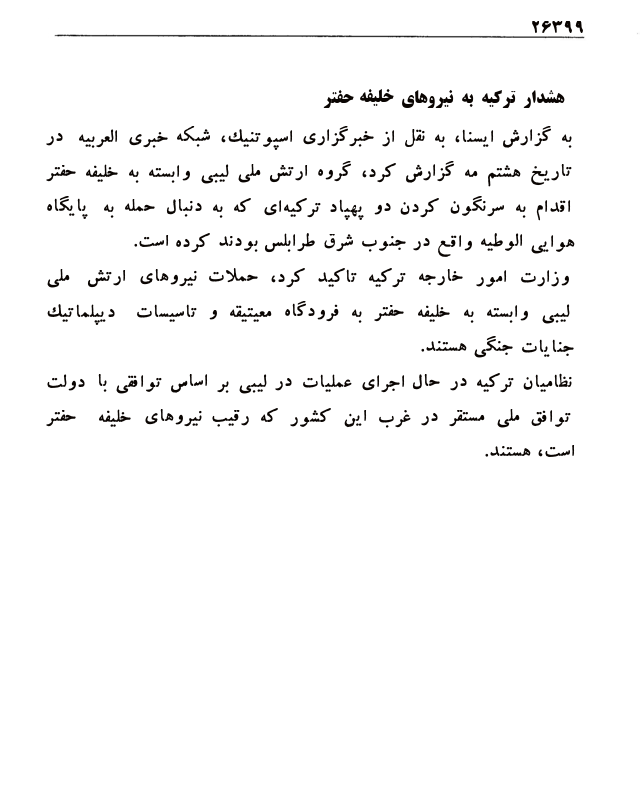 ۲۶۳۹۹
هشدار ترکیه به نیروهای خلیفه حفتر
به گزارش ایسنا، به نقل از خبرگزاری اسپوتنیك، شبکه خبری العربیه در
تاریخ هشتم مه گزارش کرد، گروه ارتش ملی لیبی وابسته به خلیفه حفتر
اقدام به سرنگون کردن دو پهپاد ترکیه‌ای که به دنبال حمله به پایگاه
هوایی الوطیه واقع در جنوب شرق طرابلس بودند کرده است.
وزارت امور خارجه ترکیه تاکید کرد، حملات نیروهای ارتش ملی
لیبی وابسته به خلیفه حفتر به فرودگاه معیتیقه و تاسیسات دیپلماتیك
جنایات جنگی هستند.
نظامیان ترکیه در حال اجرای عملیات در لیبی بر اساس توافقی با دولت
توافق ملی مستقر در غرب این کشور که رقیب نیروهای خلیفه حفتر
است، هستند.